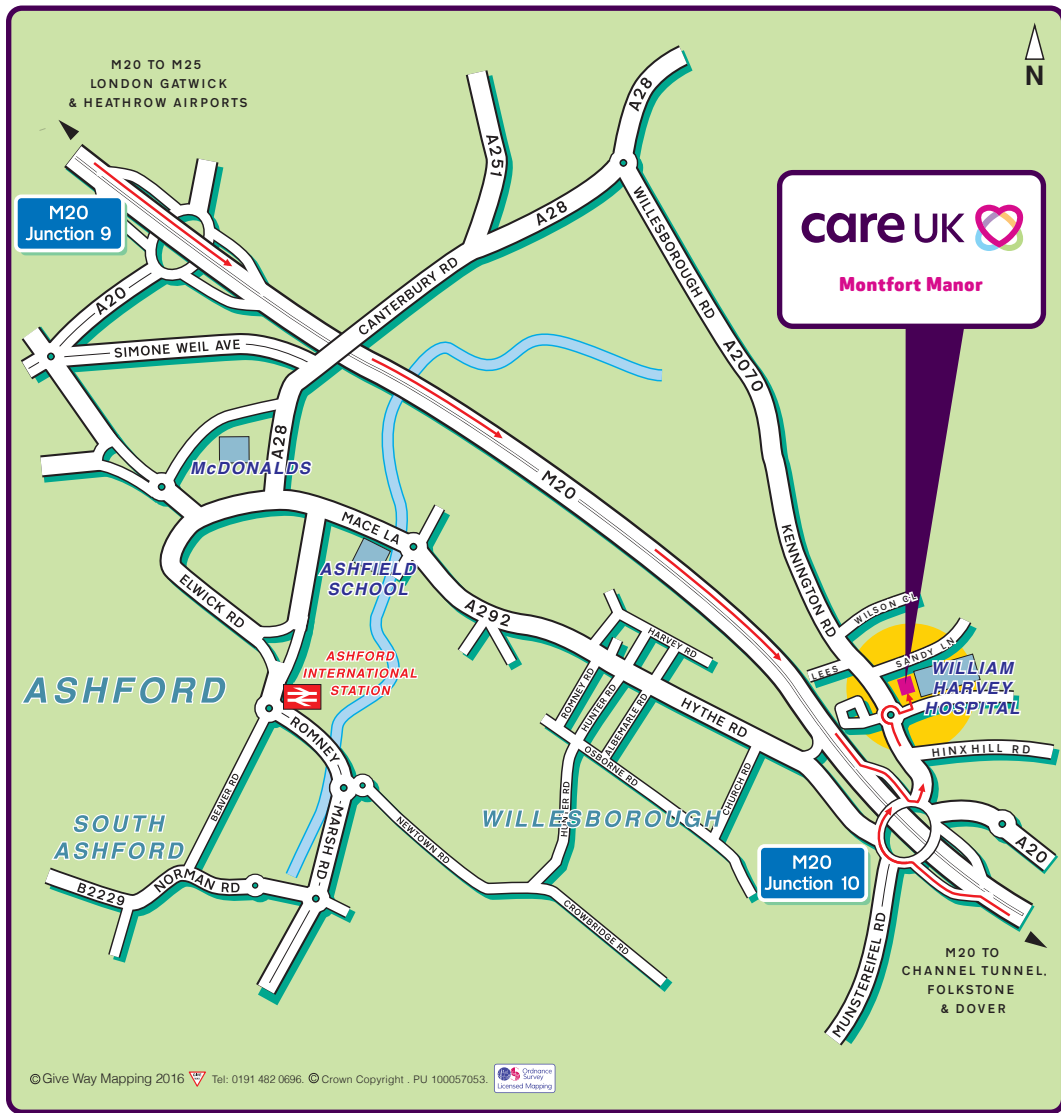 M20 TO M25
LONDON GATWICK
& HEATHROW AIRPORTS
N
A28
A251
M20
Junction 9
A28
WILLESBOROUGH RD
care UK
Montfort Manor
CANTERBURY RD
A20
SIMONE WEIL AVE
A2070
A28
McDONALDS
M20
MACE LA
ASHFIELD
SCHOOL
KENNINGTON RD
ELWICK RD
A292
WILSON CL
HARVEY RD
SANDY LN
LEES
ASHFORD
INTERNATIONAL
STATION
WILLIAM
HARVEY
HOSPITAL
ASHFORD
ROMNEY RD
HUNTER RD
ALBEMARLE RD
HYTHE RD
ROMNEY
HINXHILL RD
OSBORNE RD
BEAVER RD
CHURCH RD
HUNTER RD
SOUTH
ASHFORD
MARSH RD
NEWTOWN RD
WILLESBOROUGH
A20
M20
Junction 10
B2229
NORMAN RD
CROWBRIDGE RD
MUNSTEREIFEL RD
M20 TO
CHANNEL TUNNEL,
FOLKSTONE
& DOVER
© Give Way Mapping 2016 Tel: 0191 482 0696. © Crown Copyright . PU 100057053.
Ordnance
Survey
Licensed Mapping